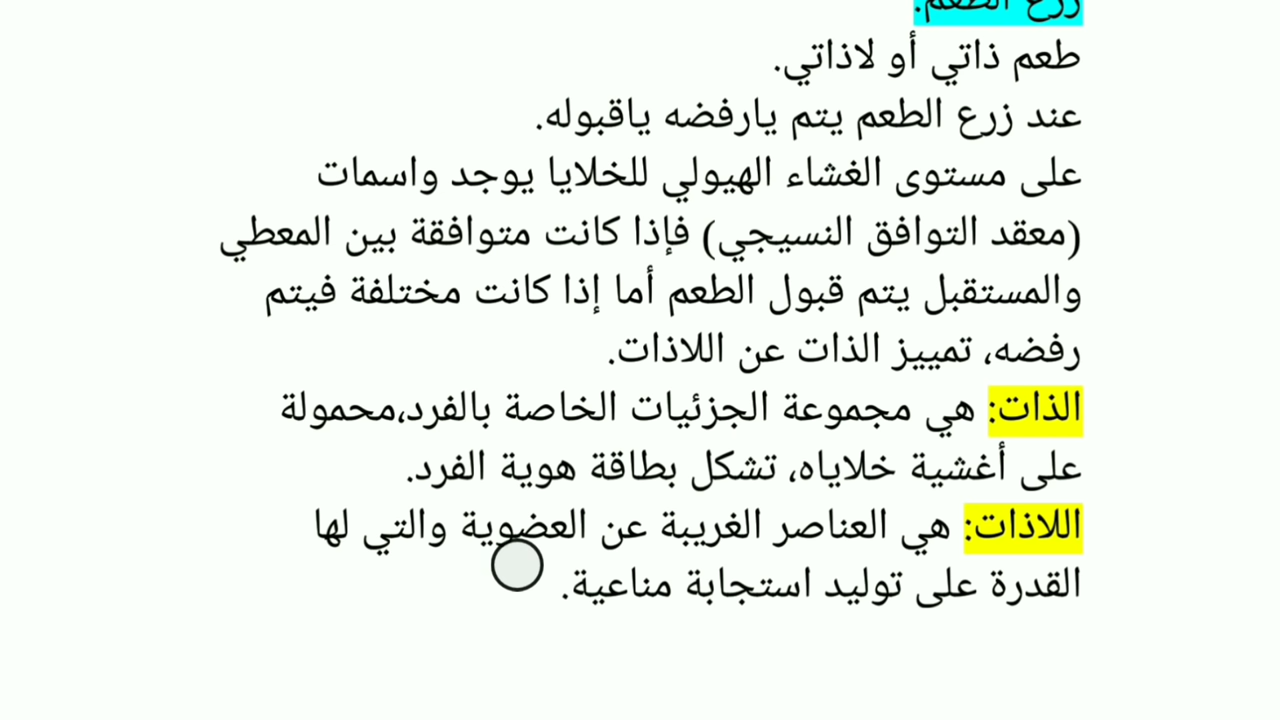 زرع الطعم:
طعم ذاتي أو لاذاتي.
عند زرع الطعم يتم يارفضه ياقبوله.
على مستوى الغشاء الهيولي للخلايا يوجد واسمات
(معقد التوافق النسيجي) فإذا كانت متوافقة بين المعطي
والمستقبل يتم قبول الطعم أما إذا كانت مختلفة فيتم
رفضه، تمييز الذات عن اللاذات.
الذات: هي مجموعة الجزئيات الخاصة بالفرد،محمولة
على أغشية خلاياه، تشكل بطاقة هوية الفرد.
اللاذات: هي العناصر الغريبة عن العضوية والتي لها
القدرة على توليد استجابة مناعية.